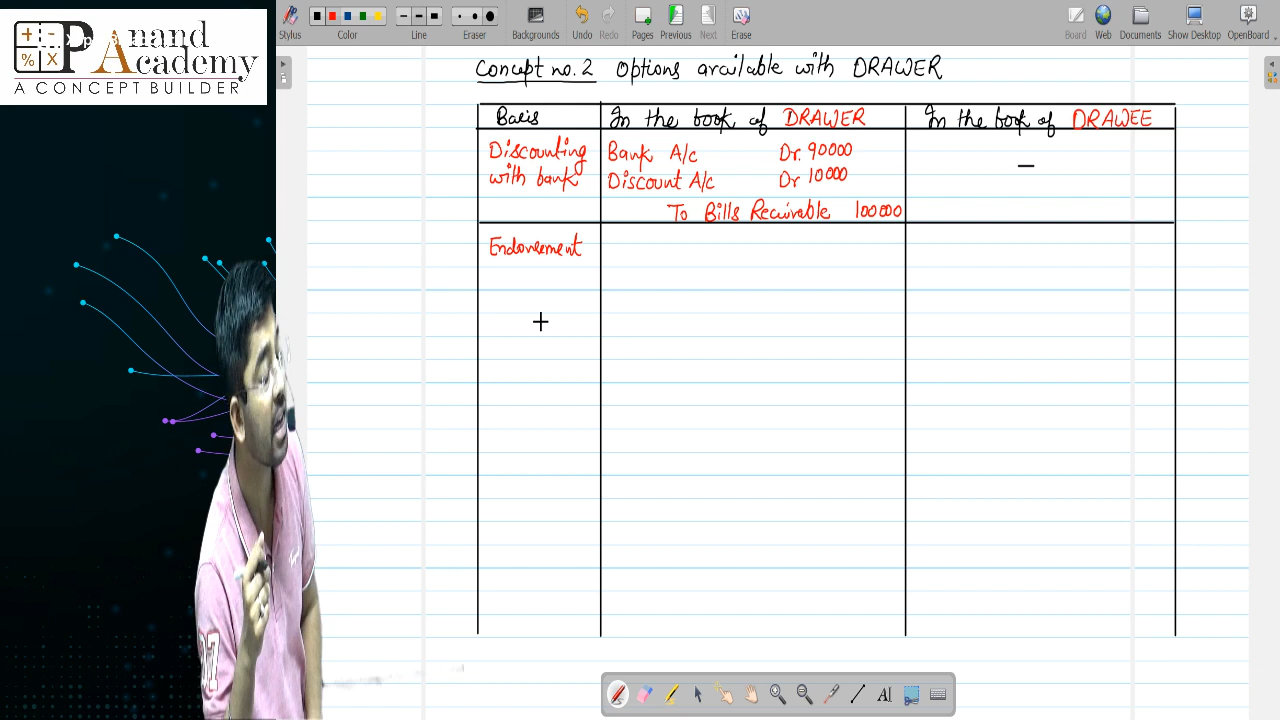 P Anand
Academy
A CONCEPT BUILDER
Stylus
Color
Line
Eraser
Backgrounds
Undo
Redo
Pages
Previous
Next
Erase
Board
Web
Documents
Show Desktop
OpenBoard
Concept no. 2 Options available with DRAWER
Basis
In the book of DRAWER
In the book of DRAWEE
Discounting
with bank
Bank A/c Dr. 90000
Discount A/c Dr 10000
To Bills Receivable 100000
—
Endorsement
07